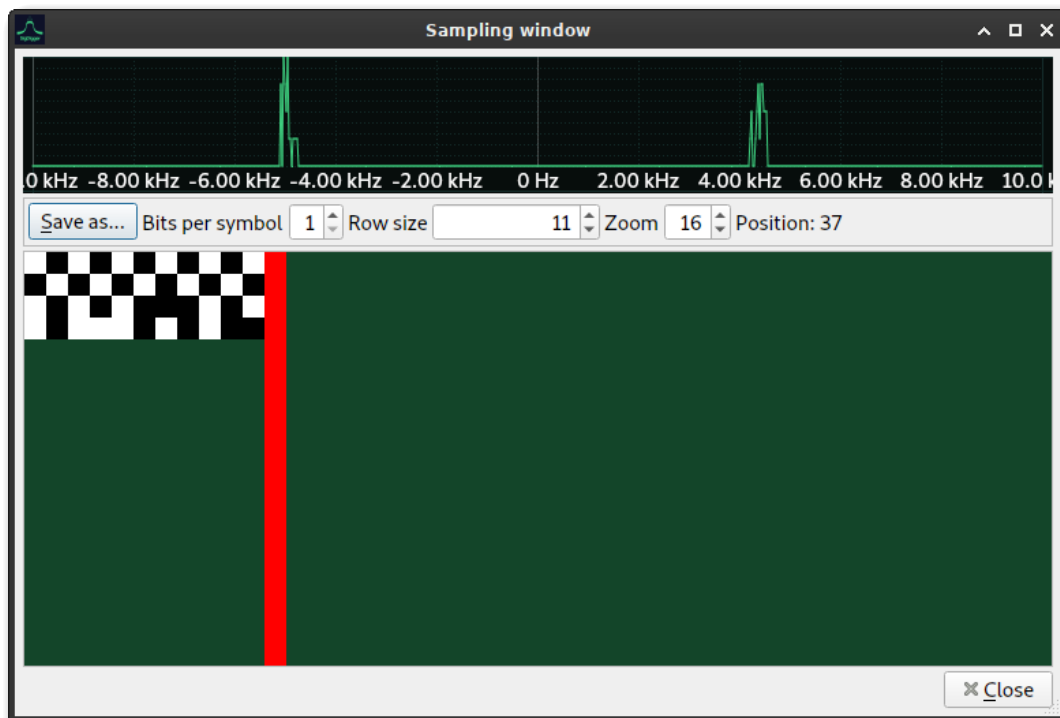 Sampling window
.0 kHz -8.00 kHz -6.00 kHz -4.00 kHz -2.00 kHz 0 Hz 2.00 kHz 4.00 kHz 6.00 kHz 8.00 kHz 10.0 k
Save as... Bits per symbol 1 Row size 11 Zoom 16 Position: 37
Close